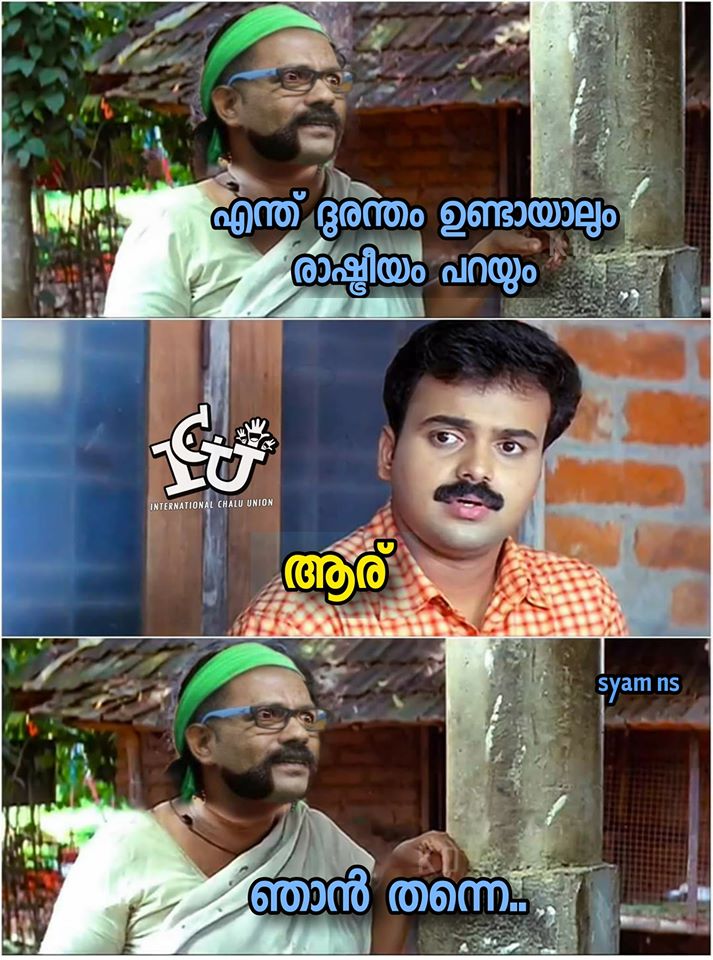 എന്ത് ദുരന്തം ഉണ്ടായാലും
രാഷ്ട്രീയം പറയും
ICU
INTERNATIONAL CHALU UNION
ആര്
syam ns
ഞാൻ തന്നെ..